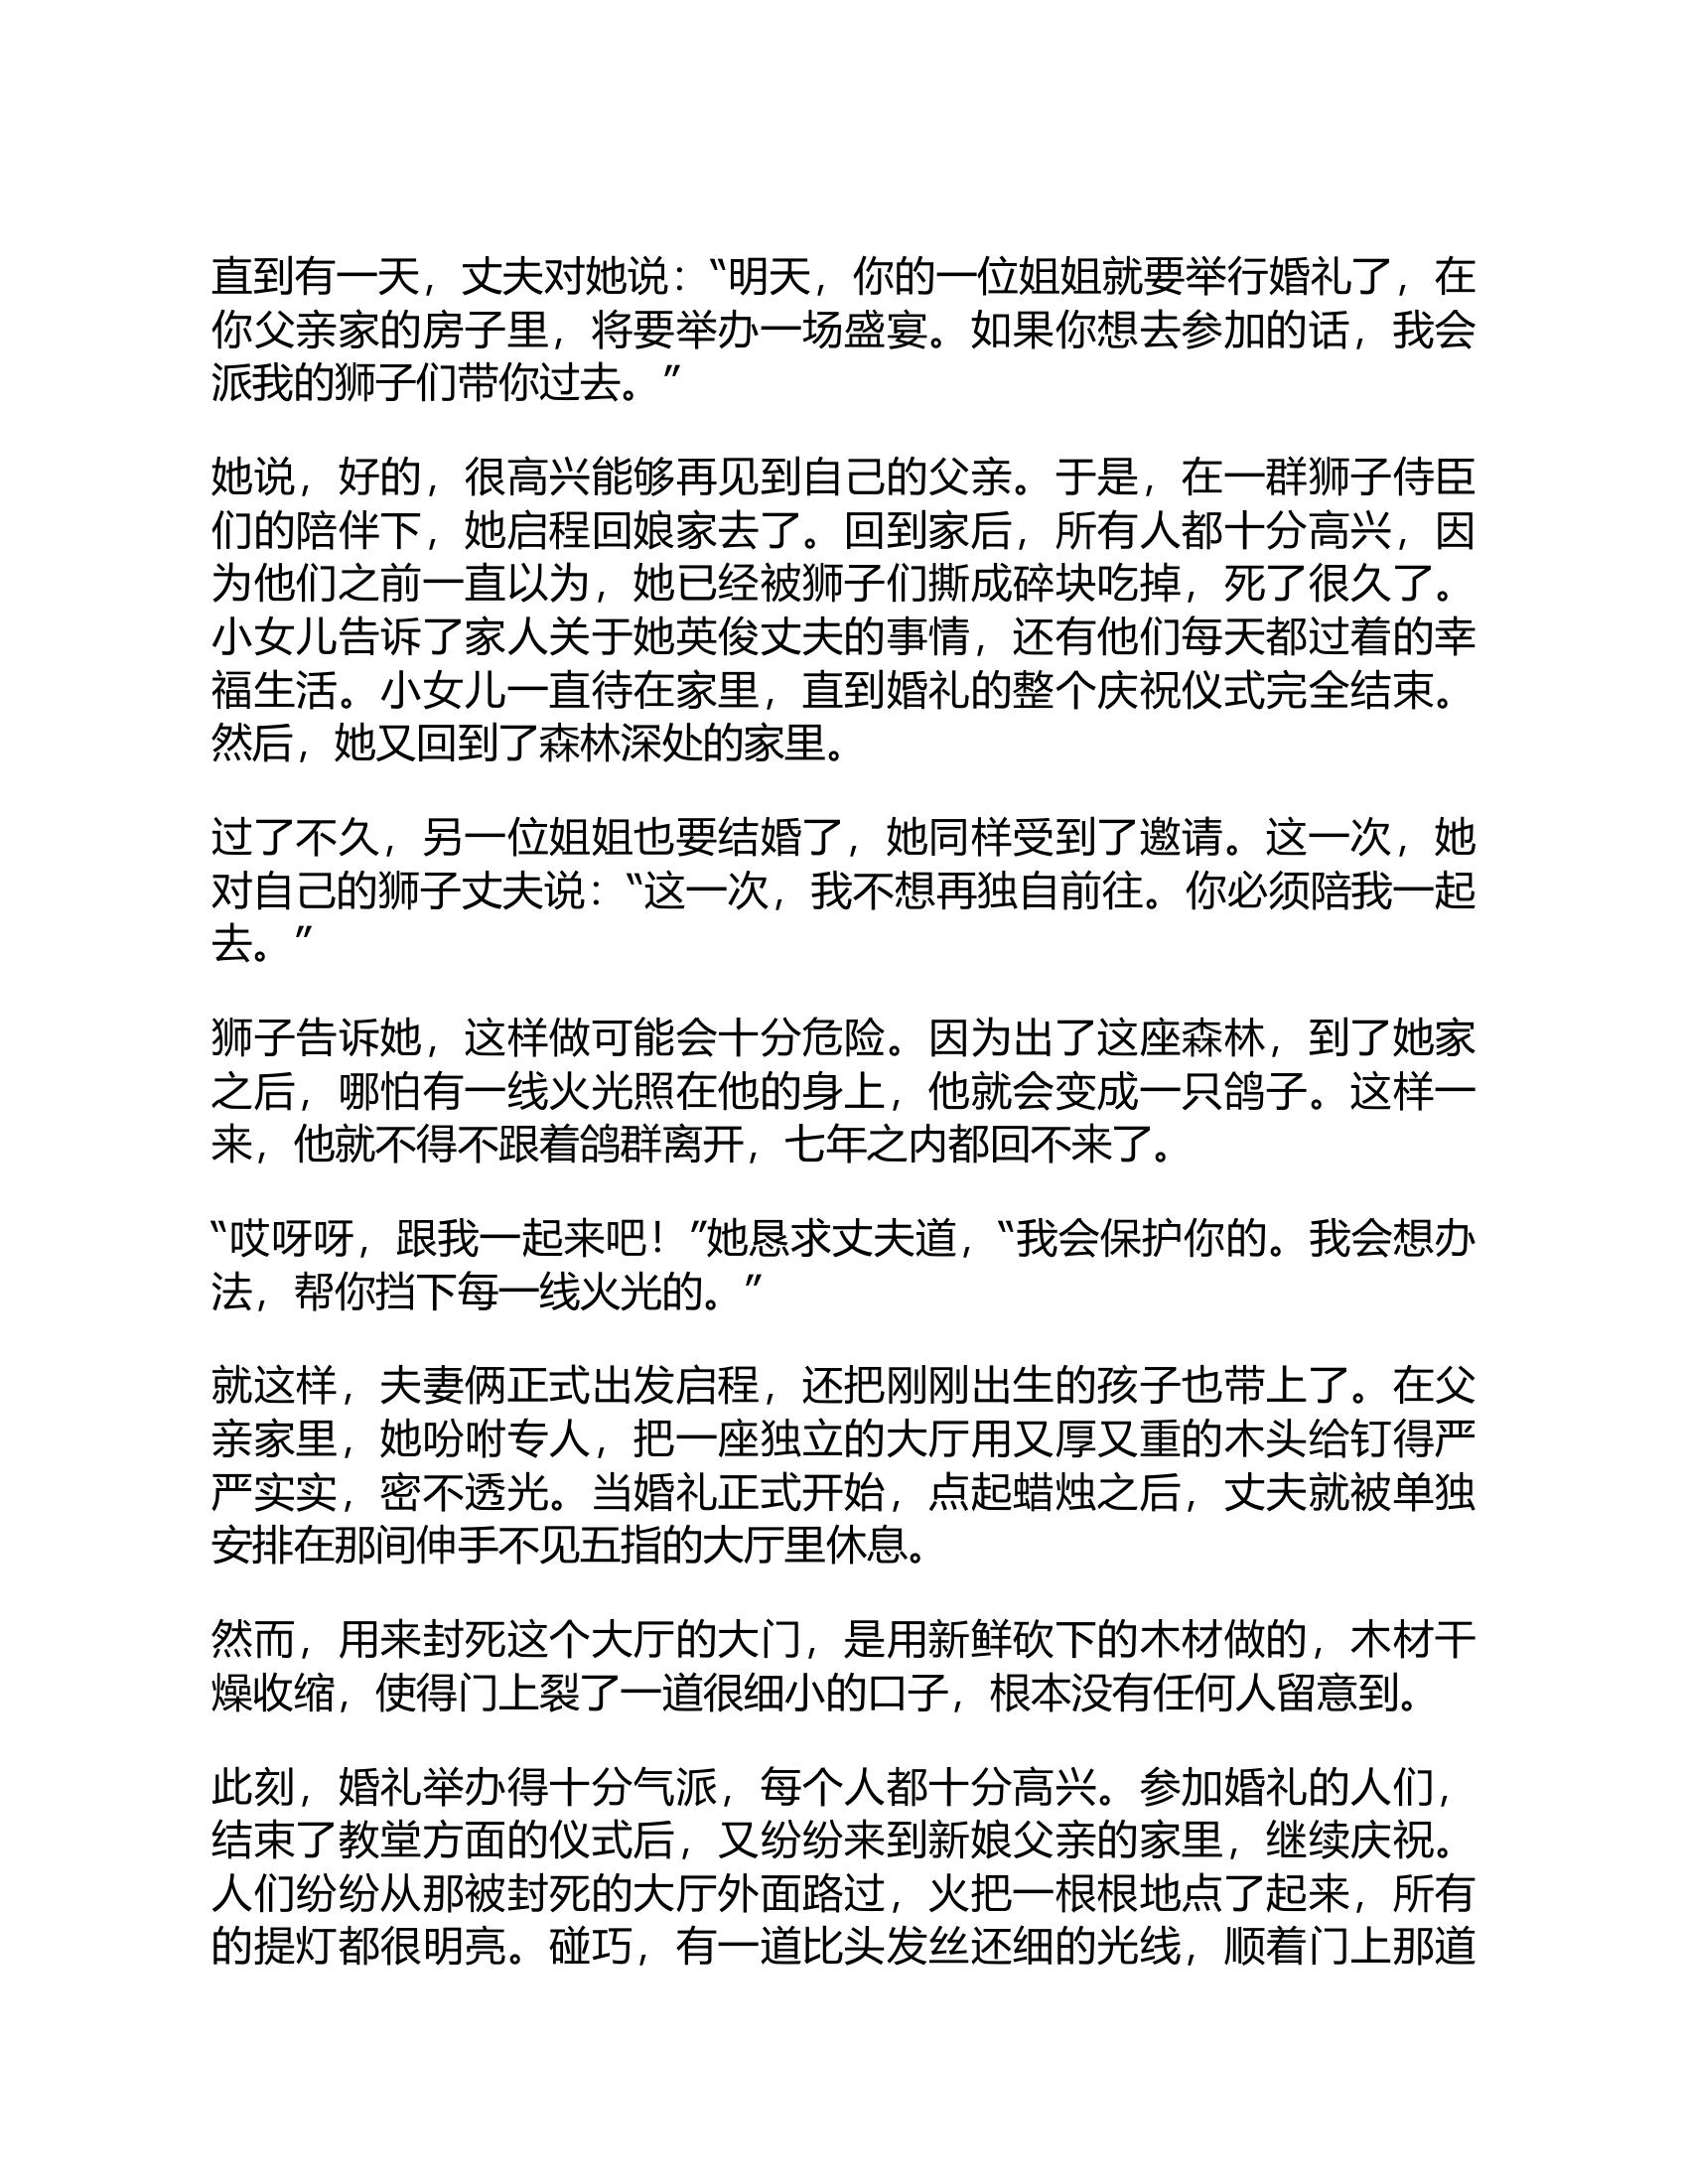 直到有一天，丈夫对她说：“明天，你的一位姐姐就要举行婚礼了，在
你父亲家的房子里，将要举办一场盛宴。如果你想去参加的话，我会
派我的狮子们带你过去。”
她说，好的，很高兴能够再见到自己的父亲。于是，在一群狮子侍臣
们的陪伴下，她启程回娘家去了。回到家后，所有人都十分高兴，因
为他们之前一直以为，她已经被狮子们撕成碎块吃掉，死了很久了。
小女儿告诉了家人关于她英俊丈夫的事情，还有他们每天都过着的幸
福生活。小女儿一直待在家里，直到婚礼的整个庆祝仪式完全结束。
然后，她又回到了森林深处的家里。
过了不久，另一位姐姐也要结婚了，她同样受到了邀请。这一次，她
对自己的狮子丈夫说：“这一次，我不想再独自前往。你必须陪我一起
去。”
狮子告诉她，这样做可能会十分危险。因为出了这座森林，到了她家
之后，哪怕有一线火光照在他的身上，他就会变成一只鸽子。这样一
来，他就不得不跟着鸽群离开，七年之内都回不来了。
“哎呀呀，跟我一起来吧！”她恳求丈夫道，“我会保护你的。我会想办
法，帮你挡下每一线火光的。”
就这样，夫妻俩正式出发启程，还把刚刚出生的孩子也带上了。在父
亲家里，她吩咐专人，把一座独立的大厅用又厚又重的木头给钉得严
严实实，密不透光。当婚礼正式开始，点起蜡烛之后，丈夫就被单独
安排在那间伸手不见五指的大厅里休息。
然而，用来封死这个大厅的大门，是用新鲜砍下的木材做的，木材干
燥收缩，使得门上裂了一道很细小的口子，根本没有任何人留意到。
此刻，婚礼举办得十分气派，每个人都十分高兴。参加婚礼的人们，
结束了教堂方面的仪式后，又纷纷来到新娘父亲的家里，继续庆祝。
人们纷纷从那被封死的大厅外面路过，火把一根根地点了起来，所有
的提灯都很明亮。碰巧，有一道比头发丝还细的光线，顺着门上那道